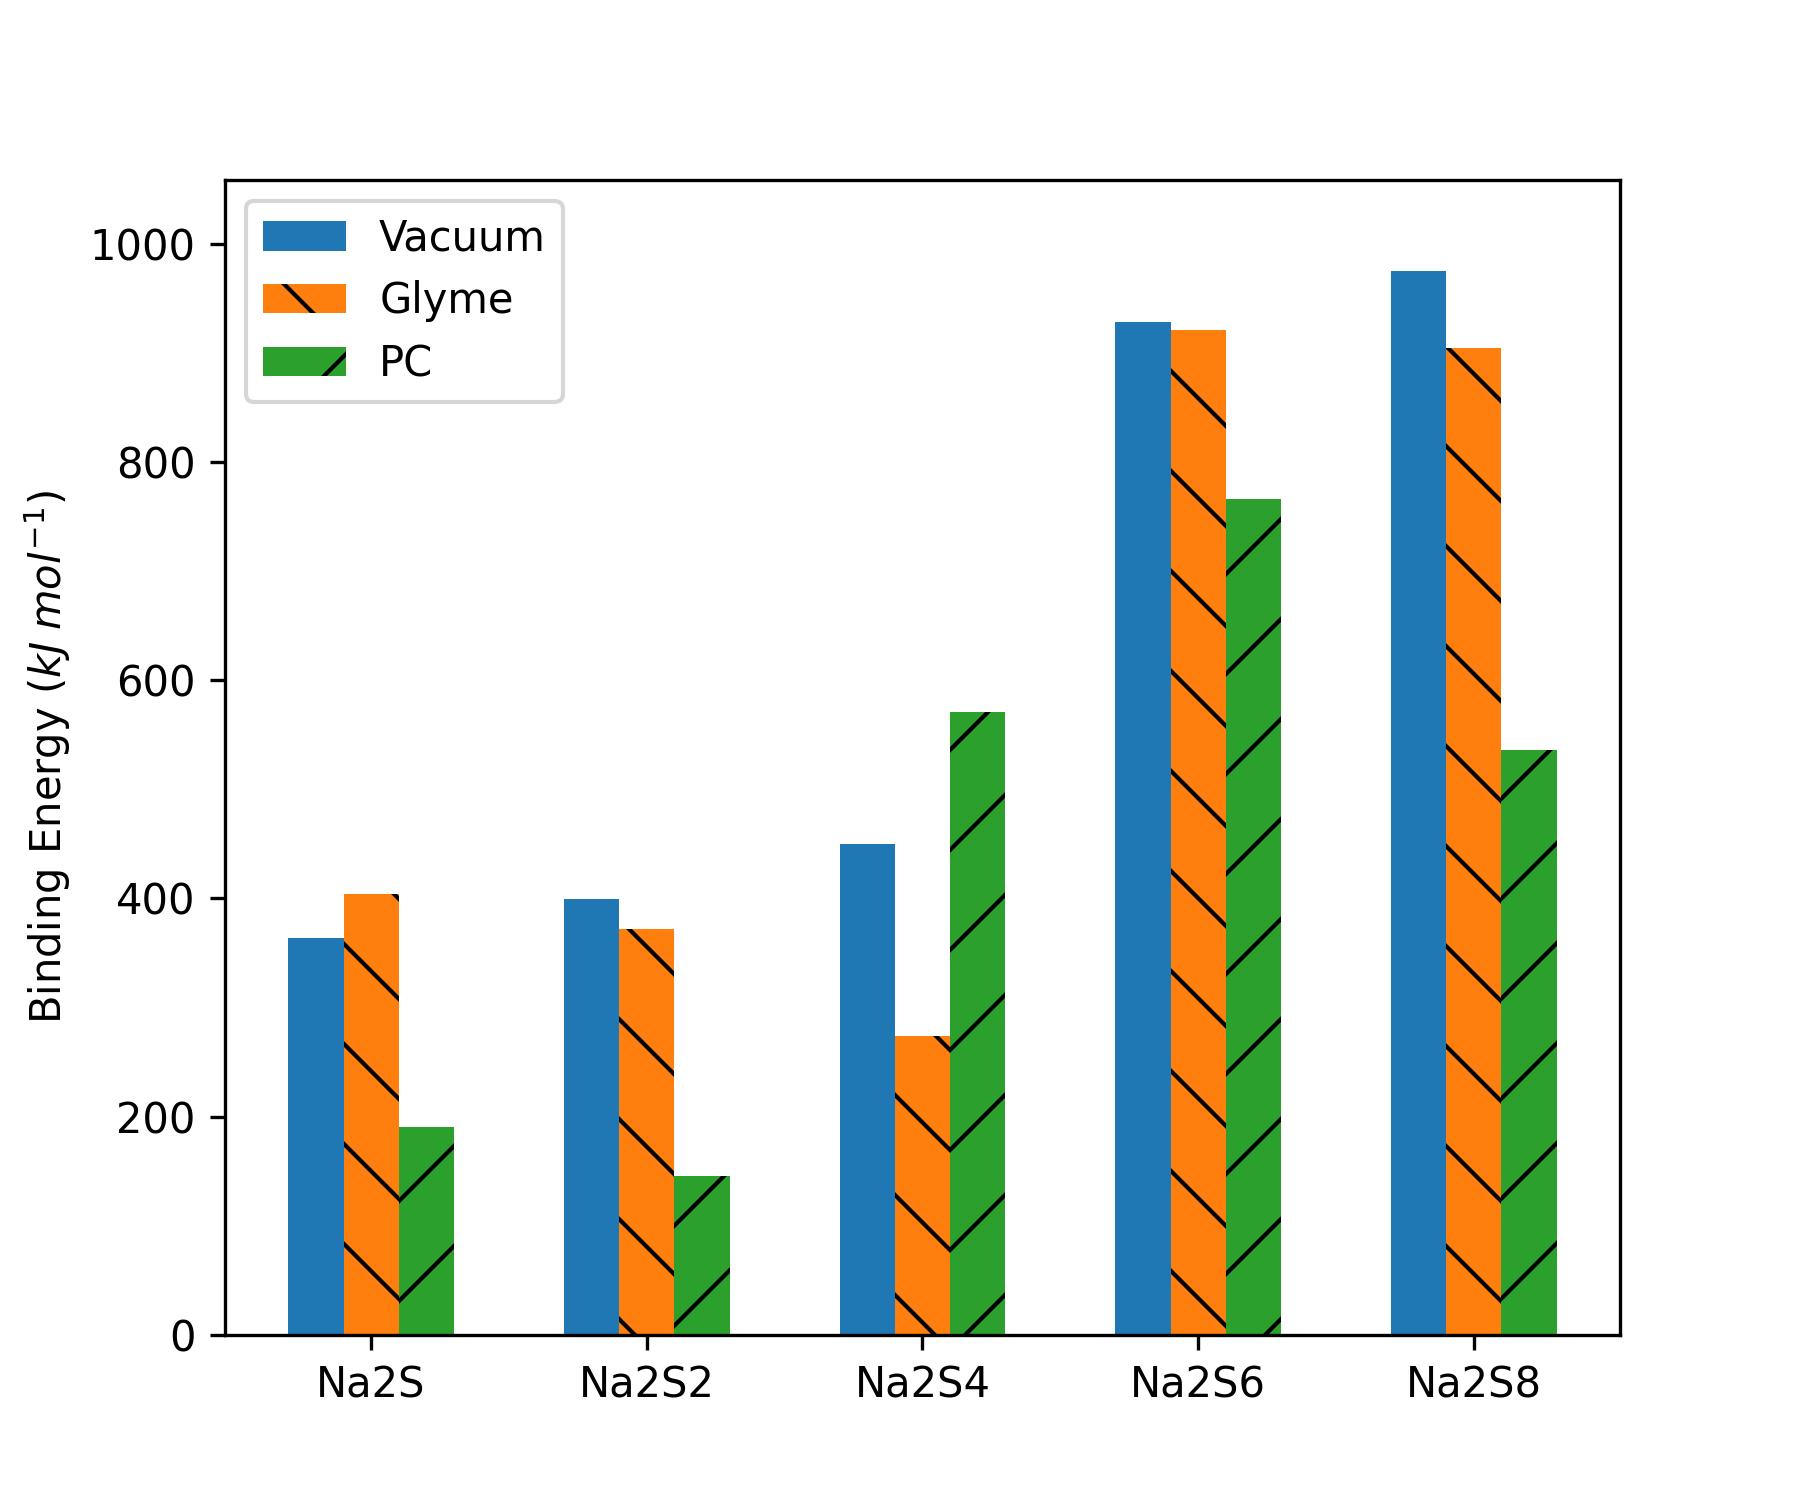 Vacuum
Glyme
PC
1000
800
600
400
200
0
Binding Energy (kJ mol⁻¹)
Na2S Na2S2 Na2S4 Na2S6 Na2S8